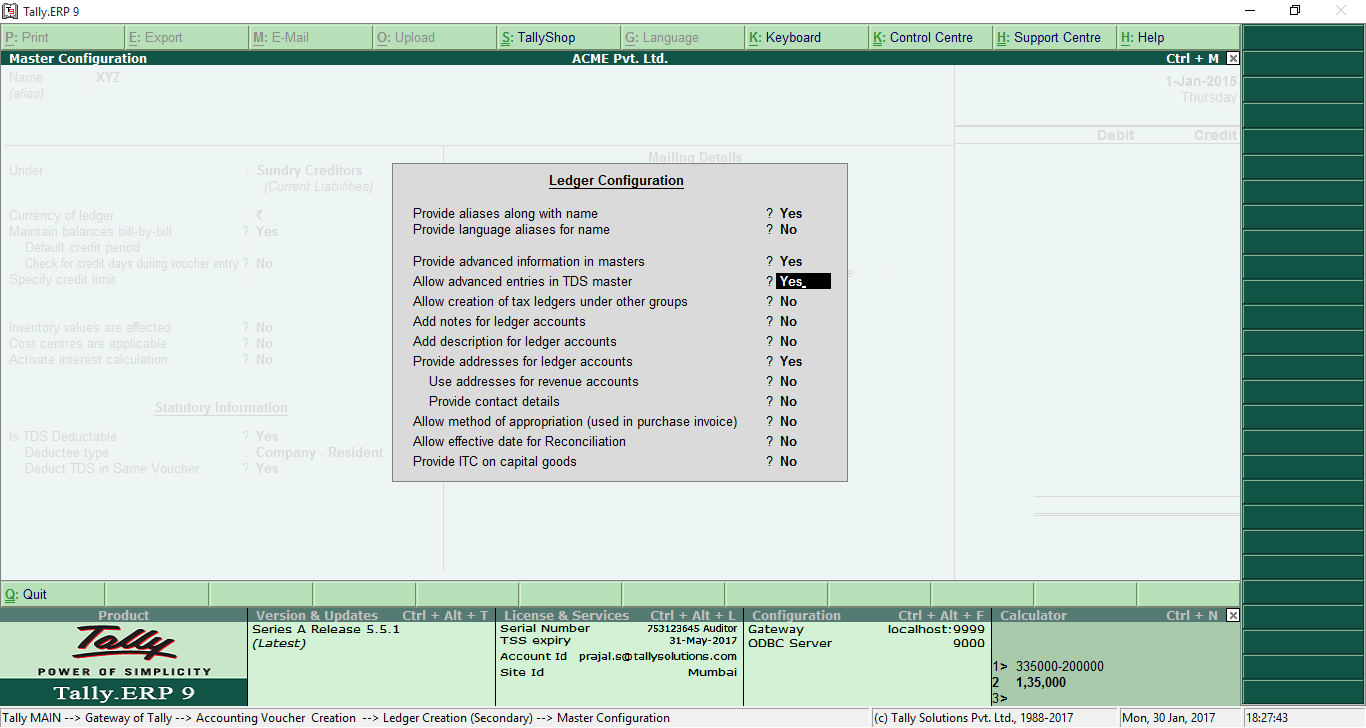 Tally.ERP 9
P: Print E: Export M: E-Mail O: Upload S: TallyShop G: Language K: Keyboard K: Control Centre H: Support Centre H: Help
Master Configuration ACME Pvt. Ltd. Ctrl + M
Name : XYZ
(alias) :
1-Jan-2015
Thursday
Debit Credit
Mailing Details
Under : Sundry Creditors
(Current Liabilities)
Currency of ledger : ₹
Maintain balances bill-by-bill ? Yes
Default credit period :
Check for credit days during voucher entry ? No
Specify credit limit :
Inventory values are affected ? No
Cost centres are applicable ? No
Activate interest calculation ? No
Statutory Information
Is TDS Deductable ? Yes
Deductee type : Company - Resident
Deduct TDS in Same Voucher ? Yes
Ledger Configuration
Provide aliases along with name ? Yes
Provide language aliases for name ? No
Provide advanced information in masters ? Yes
Allow advanced entries in TDS master ? Yes
Allow creation of tax ledgers under other groups ? No
Add notes for ledger accounts ? No
Add description for ledger accounts ? No
Provide addresses for ledger accounts ? Yes
Use addresses for revenue accounts ? No
Provide contact details ? No
Allow method of appropriation (used in purchase invoice) ? No
Allow effective date for Reconciliation ? No
Provide ITC on capital goods ? No
Q: Quit
Product
Tally
POWER OF SIMPLICITY
Tally.ERP 9
Version & Updates Ctrl + Alt + T
Series A Release 5.5.1
(Latest)
License & Services Ctrl + Alt + L
Serial Number 753123645 Auditor
TSS expiry 31-May-2017
Account Id prajal.s@tallysolutions.com
Site Id Mumbai
Configuration Ctrl + Alt + F
Gateway localhost:9999
ODBC Server 9000
Calculator Ctrl + N
1> 335000-200000
2 1,35,000
3>
Tally MAIN --> Gateway of Tally --> Accounting Voucher Creation --> Ledger Creation (Secondary) --> Master Configuration (c) Tally Solutions Pvt. Ltd., 1988-2017 Mon, 30 Jan, 2017 18:27:43